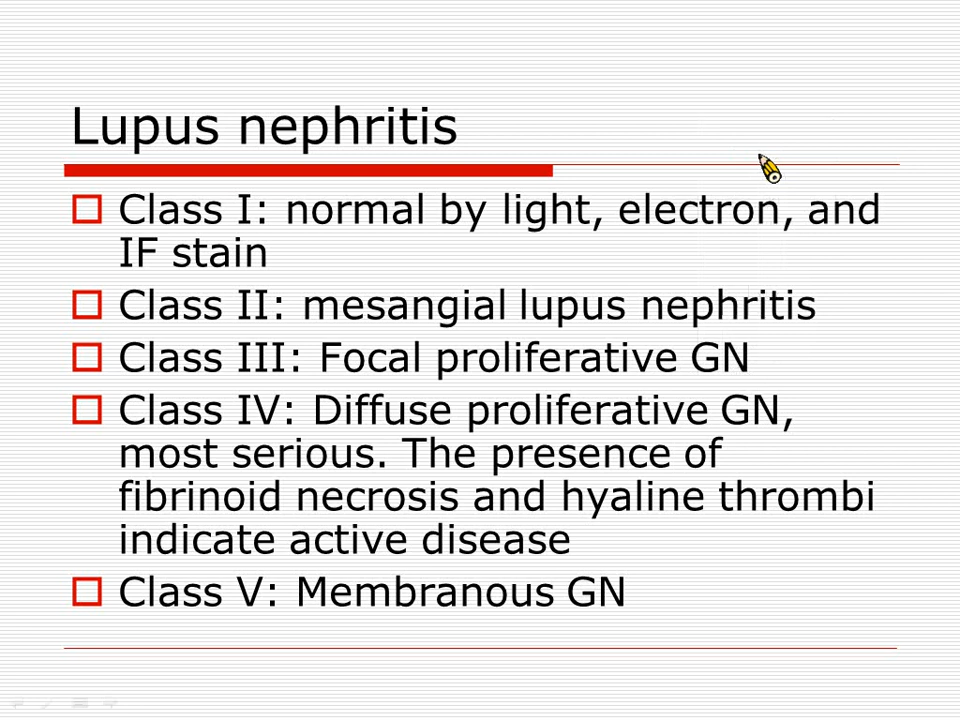 Lupus nephritis
Class I: normal by light, electron, and
IF stain
Class II: mesangial lupus nephritis
Class III: Focal proliferative GN
Class IV: Diffuse proliferative GN,
most serious. The presence of
fibrinoid necrosis and hyaline thrombi
indicate active disease
Class V: Membranous GN